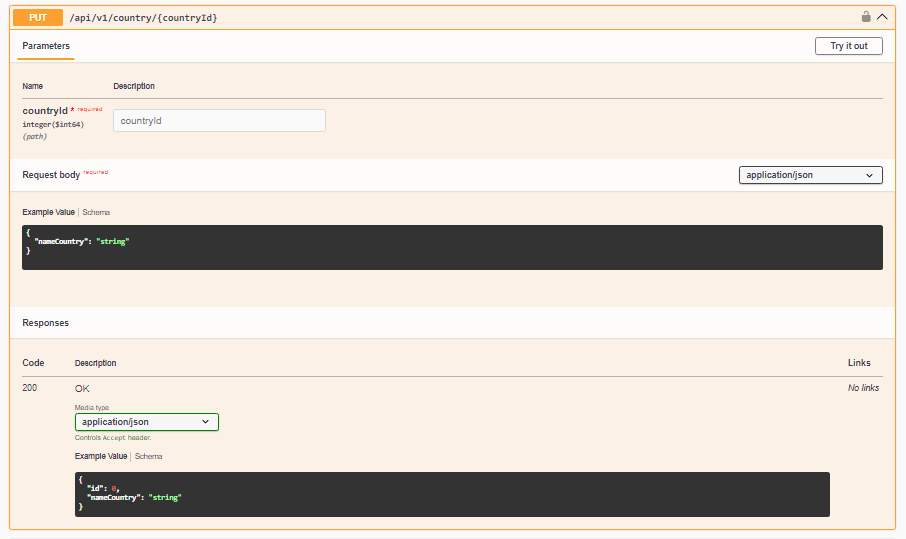 PUT /api/v1/country/{countryId}
Parameters Try it out
Name Description
countryId * required countryId
integer($int64)
(path)
Request body required application/json
Example Value | Schema
{
"nameCountry": "string"
}
Responses
Code Description Links
200 OK No links
Media type
application/json
Controls Accept header.
Example Value | Schema
{
"id": 0,
"nameCountry": "string"
}